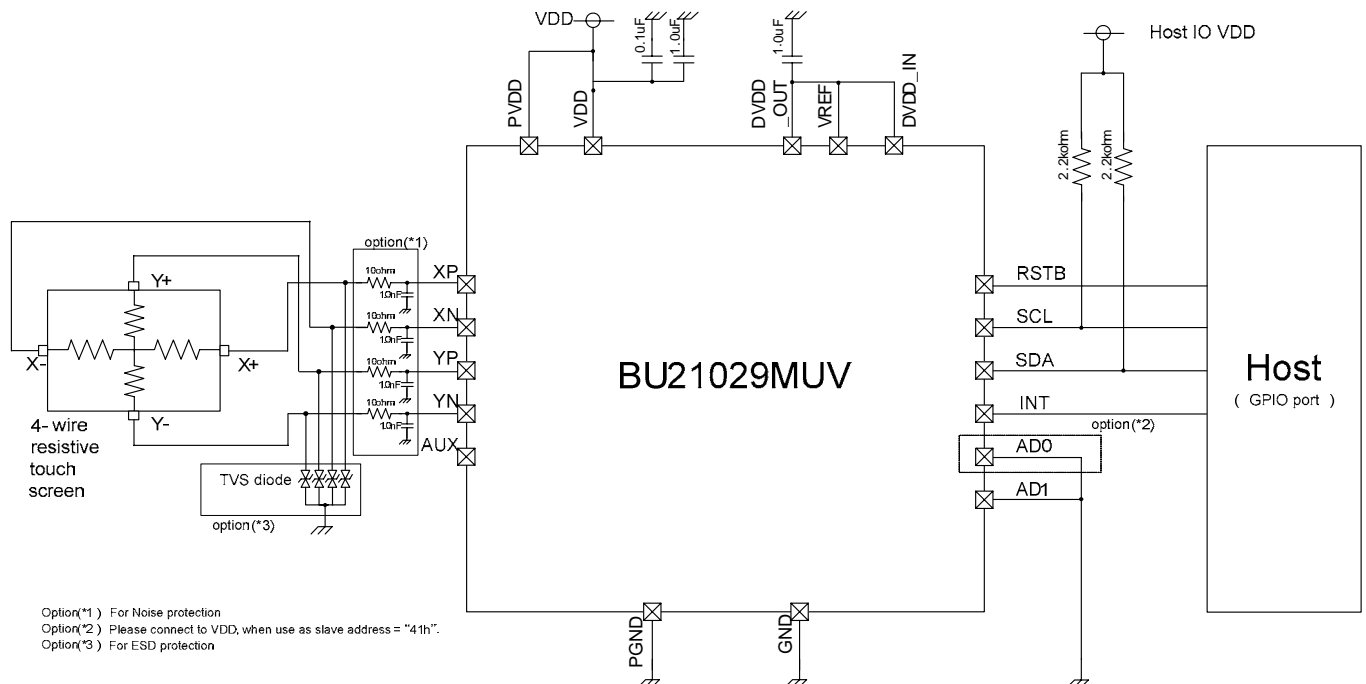 VDD
0.1uF
1.0uF
1.0uF
Host IO VDD
PVDD
VDD
DVDD
_OUT
VREF
DVDD_IN
2.2kohm
2.2kohm
option(*1)
10ohm
1.0nF
10ohm
1.0nF
10ohm
1.0nF
10ohm
1.0nF
XP
XN
YP
YN
AUX
Y+
X-
X+
Y-
4-wire
resistive
touch
screen
TVS diode
option(*3)
BU21029MUV
RSTB
SCL
SDA
INT
option(*2)
AD0
AD1
Host
( GPIO port )
PGND
GND
Option(*1) For Noise protection
Option(*2) Please connect to VDD, when use as slave address = "41h".
Option(*3) For ESD protection